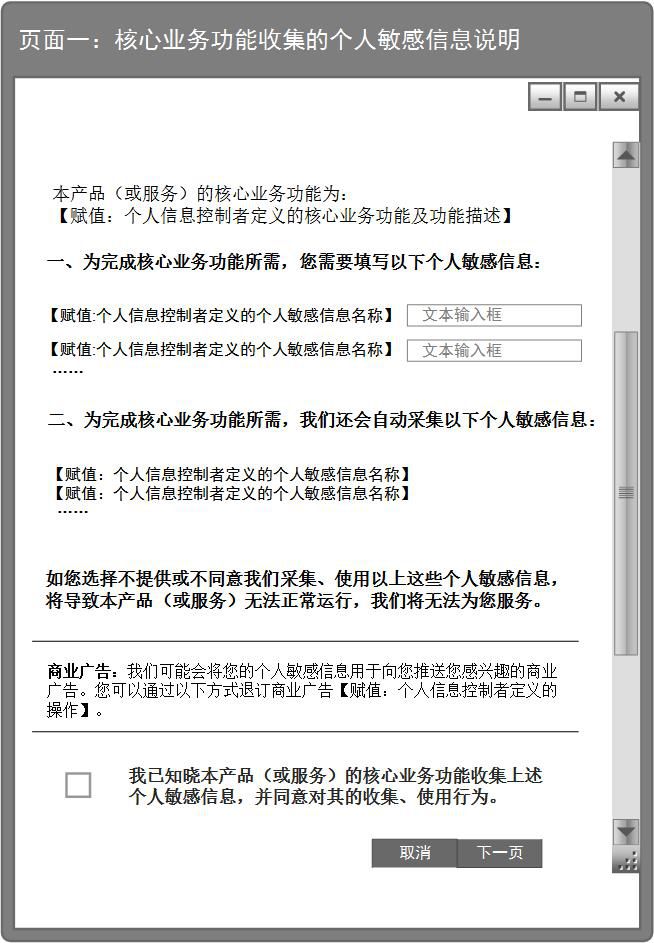 页面一：核心业务功能收集的个人敏感信息说明
本产品（或服务）的核心业务功能为：
【赋值：个人信息控制者定义的核心业务功能及功能描述】
一、为完成核心业务功能所需，您需要填写以下个人敏感信息：
【赋值:个人信息控制者定义的个人敏感信息名称】 文本输入框
【赋值:个人信息控制者定义的个人敏感信息名称】 文本输入框
......
二、为完成核心业务功能所需，我们还会自动采集以下个人敏感信息：
【赋值：个人信息控制者定义的个人敏感信息名称】
【赋值：个人信息控制者定义的个人敏感信息名称】
......
如您选择不提供或不同意我们采集、使用以上这些个人敏感信息，
将导致本产品（或服务）无法正常运行，我们将无法为您服务。
商业广告：我们可能会将您的个人敏感信息用于向您推送您感兴趣的商业
广告。您可以通过以下方式退订商业广告【赋值：个人信息控制者定义的
操作】。
我已知晓本产品（或服务）的核心业务功能收集上述
个人敏感信息，并同意对其的收集、使用行为。
取消 下一页